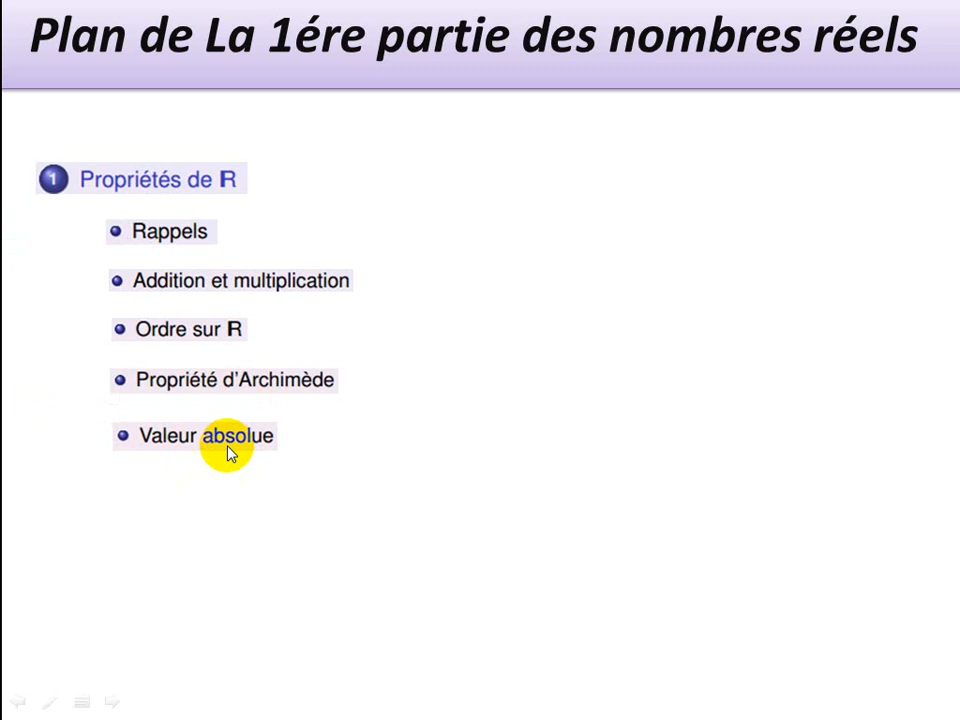 Plan de La 1ére partie des nombres réels
1 Propriétés de R
Rappels
Addition et multiplication
Ordre sur R
Propriété d'Archimède
Valeur absolue